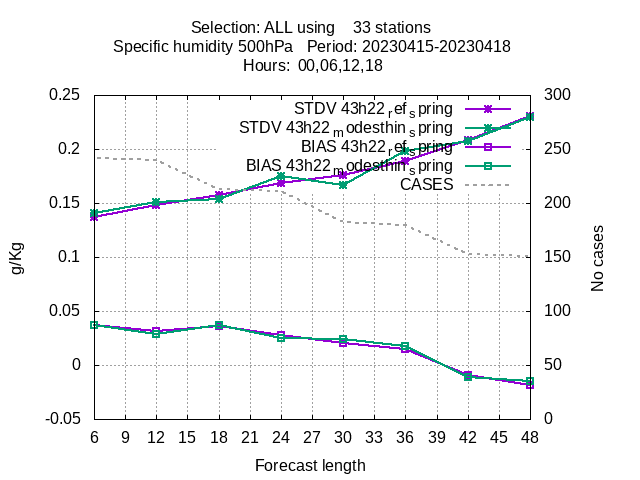 Selection: ALL using 33 stations
Specific humidity 500hPa Period: 20230415-20230418
Hours: 00,06,12,18
0.25 300
STDV 43h22_ref_spring
STDV 43h22_modesthin_spring
0.2 250
BIAS 43h22_ref_spring
BIAS 43h22_modesthin_spring
CASES
0.15 200
g/Kg
No cases
0.1 150
0.05 100
0 50
-0.05 0
6 9 12 15 18 21 24 27 30 33 36 39 42 45 48
Forecast length